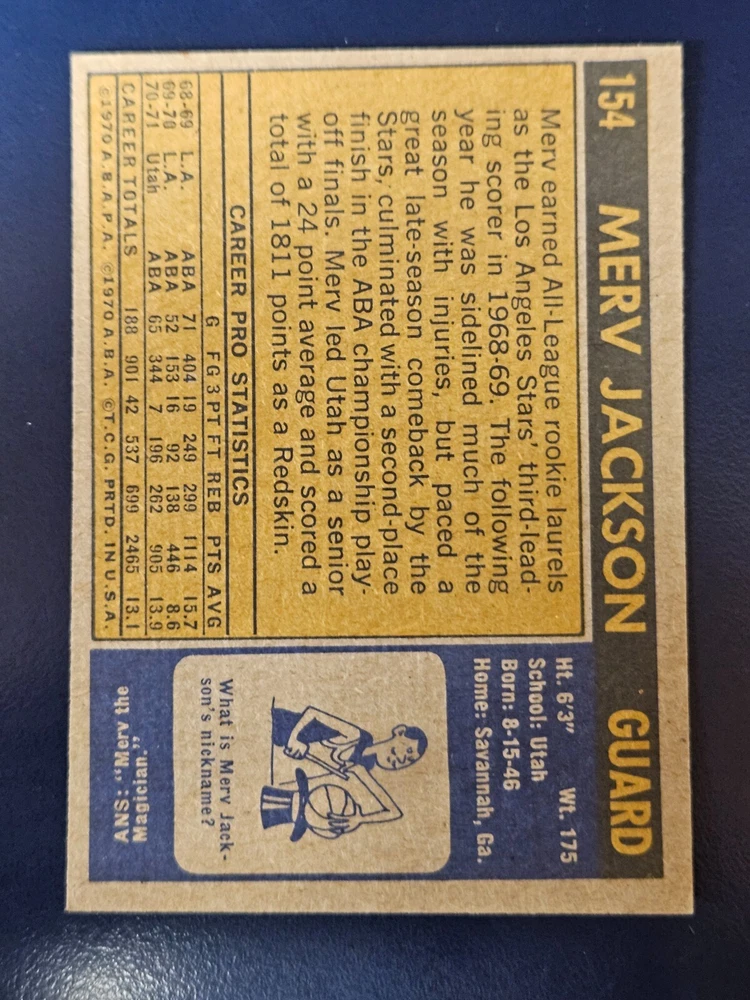 154 MERV JACKSON GUARD
Merv earned All-League rookie laurels
as the Los Angeles Stars' third-lead-
ing scorer in 1968-69. The following
year he was sidelined much of the
season with injuries, but paced a
great late-season comeback by the
Stars, culminated with a second-place
finish in the ABA championship play-
off finals. Merv led Utah as a senior
with a 24 point average and scored a
total of 1811 points as a Redskin.
CAREER PRO STATISTICS
G FG 3PT FT REB PTS AVG
68-69 L.A. ABA 71 404 19 249 299 1114 15.7
69-70 L.A. ABA 52 153 16 92 138 446 8.6
70-71 Utah ABA 65 344 7 196 262 905 13.9
CAREER TOTALS 188 901 42 537 699 2465 13.1
©1970 A.B.A.P.A. ©1970 A.B.A. ©T.C.G. PRTD. IN U.S.A.
Ht. 6'3" Wt. 175
School: Utah
Born: 8-15-46
Home: Savannah, Ga.
What is Merv Jack-
son's nickname?
ANS: "Merv the
Magician."